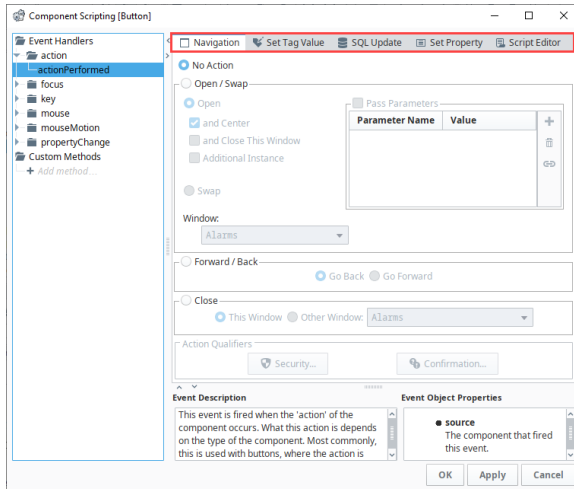 Component Scripting [Button]
Event Handlers
action
actionPerformed
focus
key
mouse
mouseMotion
propertyChange
Custom Methods
Add method...
Navigation Set Tag Value SQL Update Set Property Script Editor
No Action
Open / Swap
Open
and Center
and Close This Window
Additional Instance
Swap
Pass Parameters
Parameter Name Value
Window:
Alarms
Forward / Back
Go Back Go Forward
Close
This Window Other Window: Alarms
Action Qualifiers
Security... Confirmation...
Event Description
This event is fired when the 'action' of the
component occurs. What this action is depends
on the type of the component. Most commonly,
this is used with buttons, where the action is
Event Object Properties
source
The component that fired
this event.
OK Apply Cancel